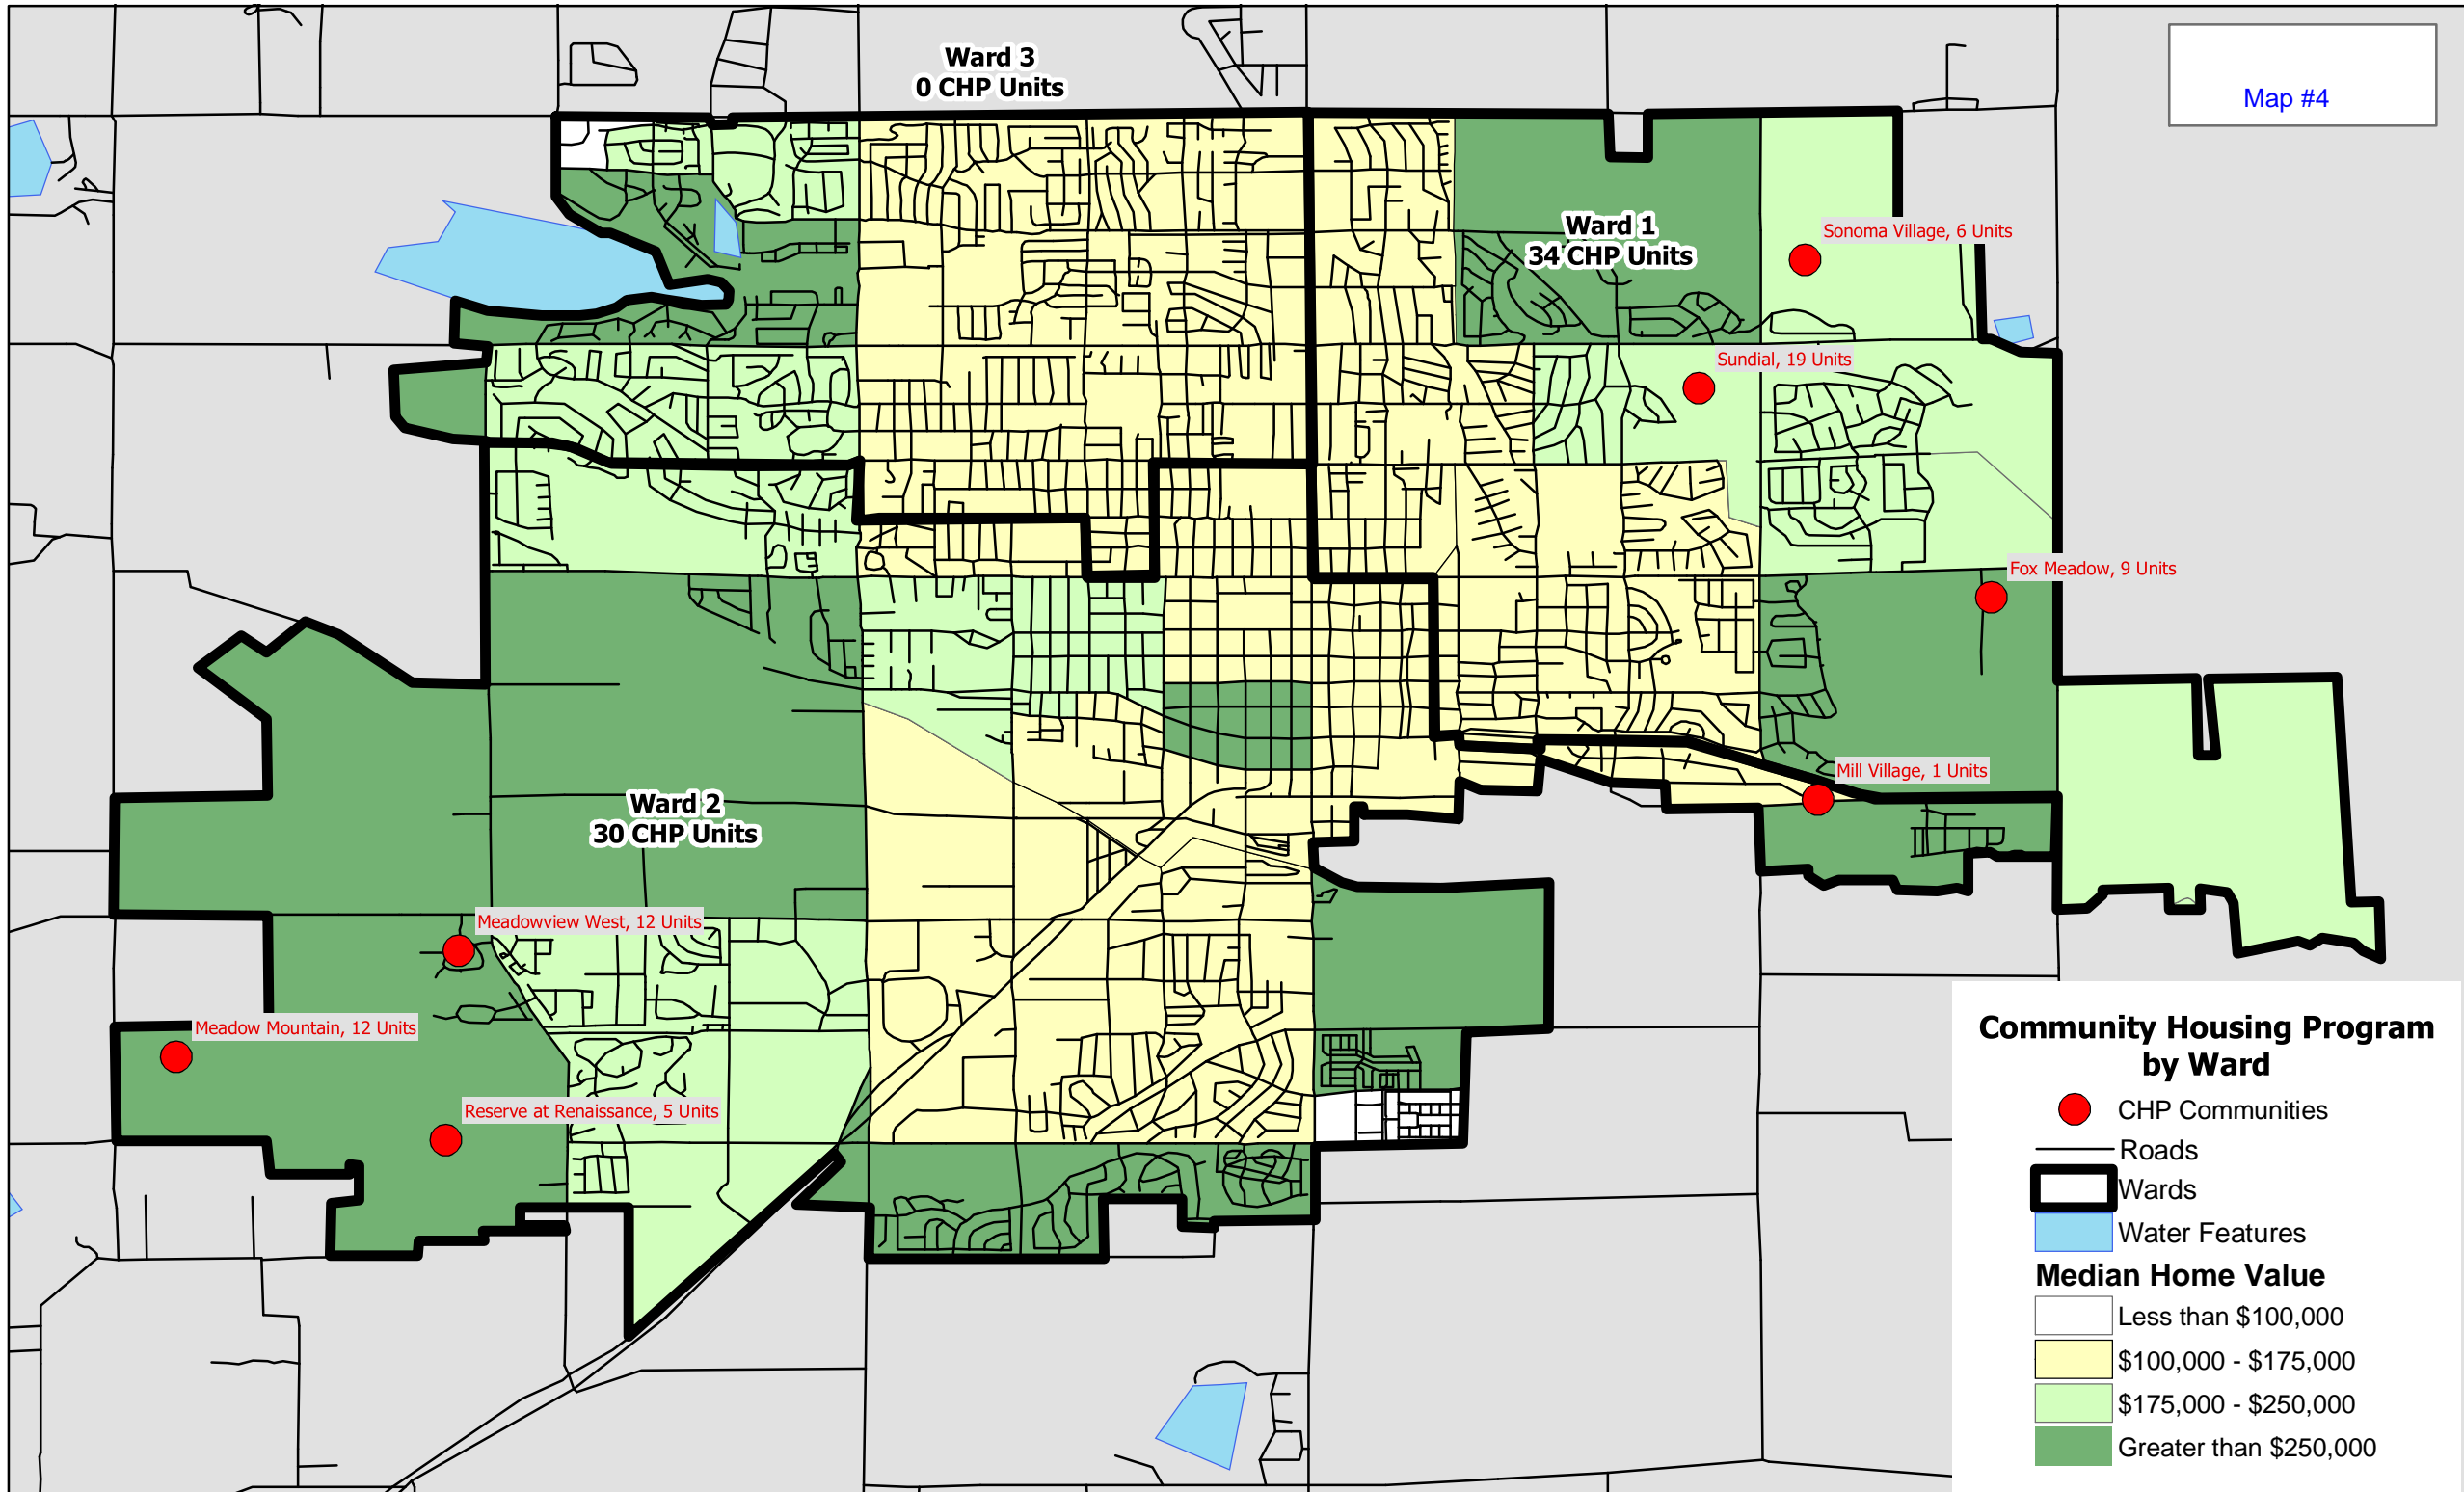 Ward 3
0 CHP Units
Map #4
Ward 1
34 CHP Units
Sonoma Village, 6 Units
Sundial, 19 Units
Fox Meadow, 9 Units
Mill Village, 1 Units
Ward 2
30 CHP Units
Meadowview West, 12 Units
Meadow Mountain, 12 Units
Reserve at Renaissance, 5 Units
Community Housing Program
by Ward
CHP Communities
Roads
Wards
Water Features
Median Home Value
Less than $100,000
$100,000 - $175,000
$175,000 - $250,000
Greater than $250,000